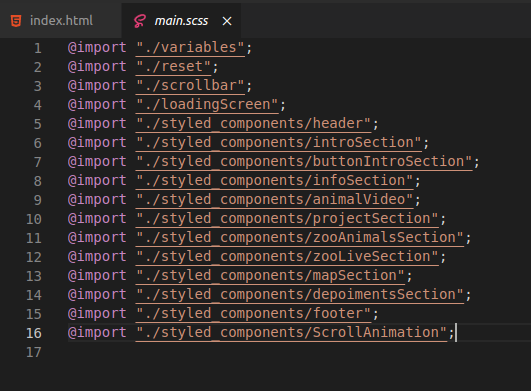 index.html main.scss ×
1 @import "./variables";
2 @import "./reset";
3 @import "./scrollbar";
4 @import "./loadingScreen";
5 @import "./styled_components/header";
6 @import "./styled_components/introSection";
7 @import "./styled_components/buttonIntroSection";
8 @import "./styled_components/infoSection";
9 @import "./styled_components/animalVideo";
10 @import "./styled_components/projectSection";
11 @import "./styled_components/zooAnimalsSection";
12 @import "./styled_components/zooLiveSection";
13 @import "./styled_components/mapSection";
14 @import "./styled_components/depoimentsSection";
15 @import "./styled_components/footer";
16 @import "./styled_components/ScrollAnimation";
17